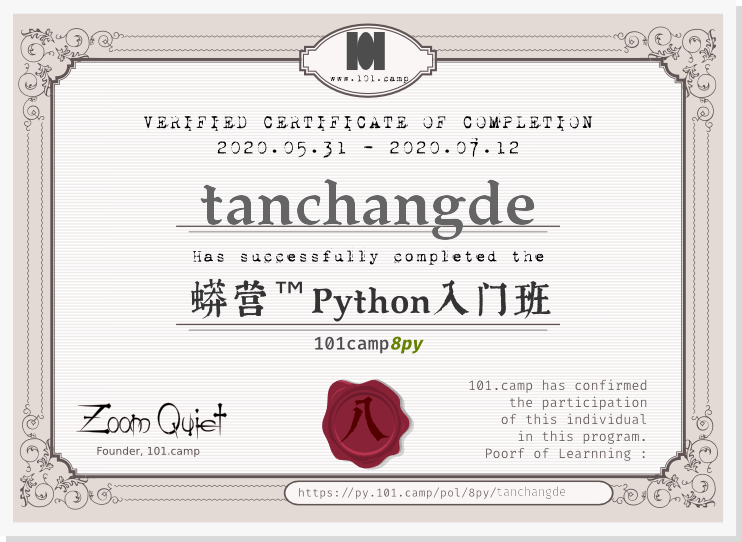 www.101.camp
VERIFIED CERTIFICATE OF COMPLETION
2020.05.31 - 2020.07.12
tanchangde
Has successfully completed the
蟒营™Python入门班
101camp8py
Zoom Quiet
Founder, 101.camp
八
101.camp has confirmed
the participation
of this individual
in this program.
Poorf of Learnning :
https://py.101.camp/pol/8py/tanchangde